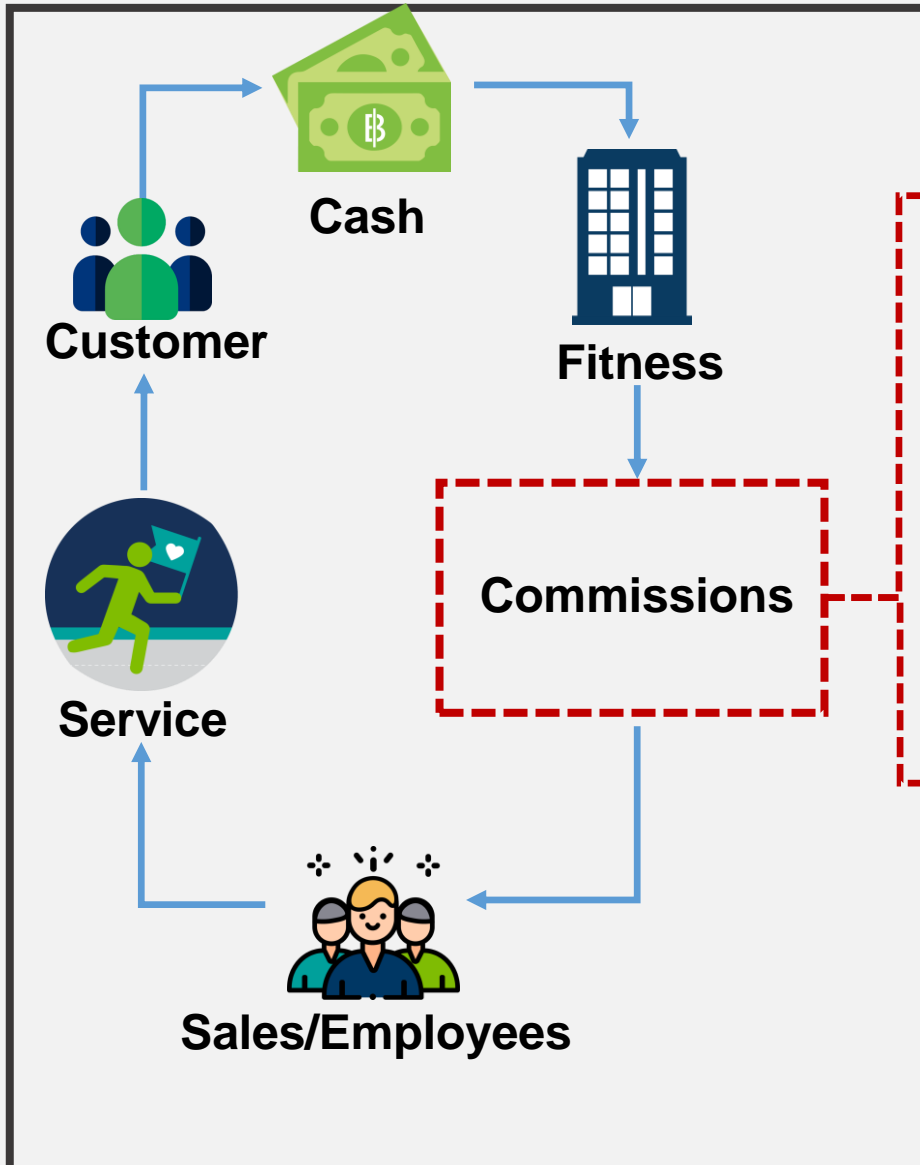 ฿
Cash
Customer
Fitness
Commissions
Service
Sales/Employees